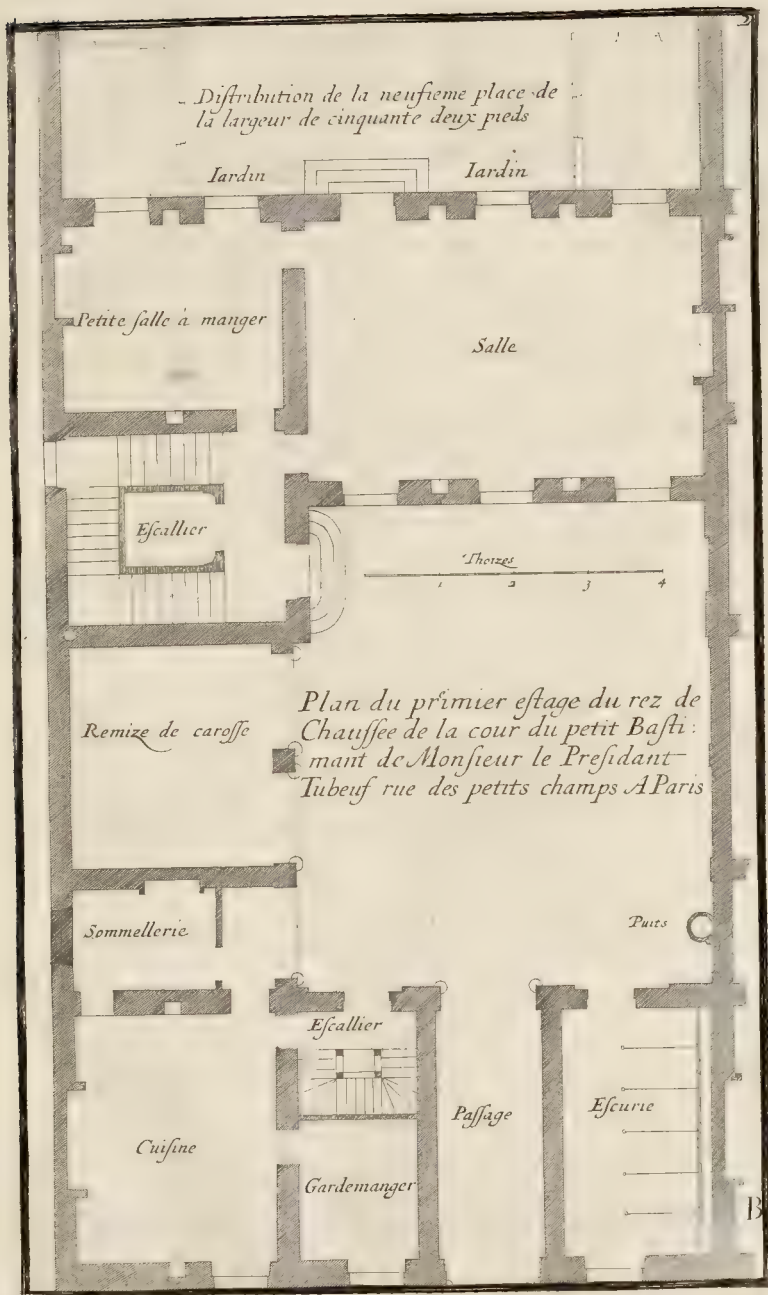 Distribution de la neufieme place de
la largeur de cinquante deux pieds
Iardin
Iardin
Petite salle à manger
Salle
Escallier
Thoizes
1 2 3 4
Remize de carosse
Plan du primier estage du rez de
Chaussee de la cour du petit Basti:
mant de Monsieur le Presidant
Tubeuf rue des petits champs A Paris
Sommellerie
Puits
Escallier
Passage
Escurie
Cuisine
Gardemanger
B